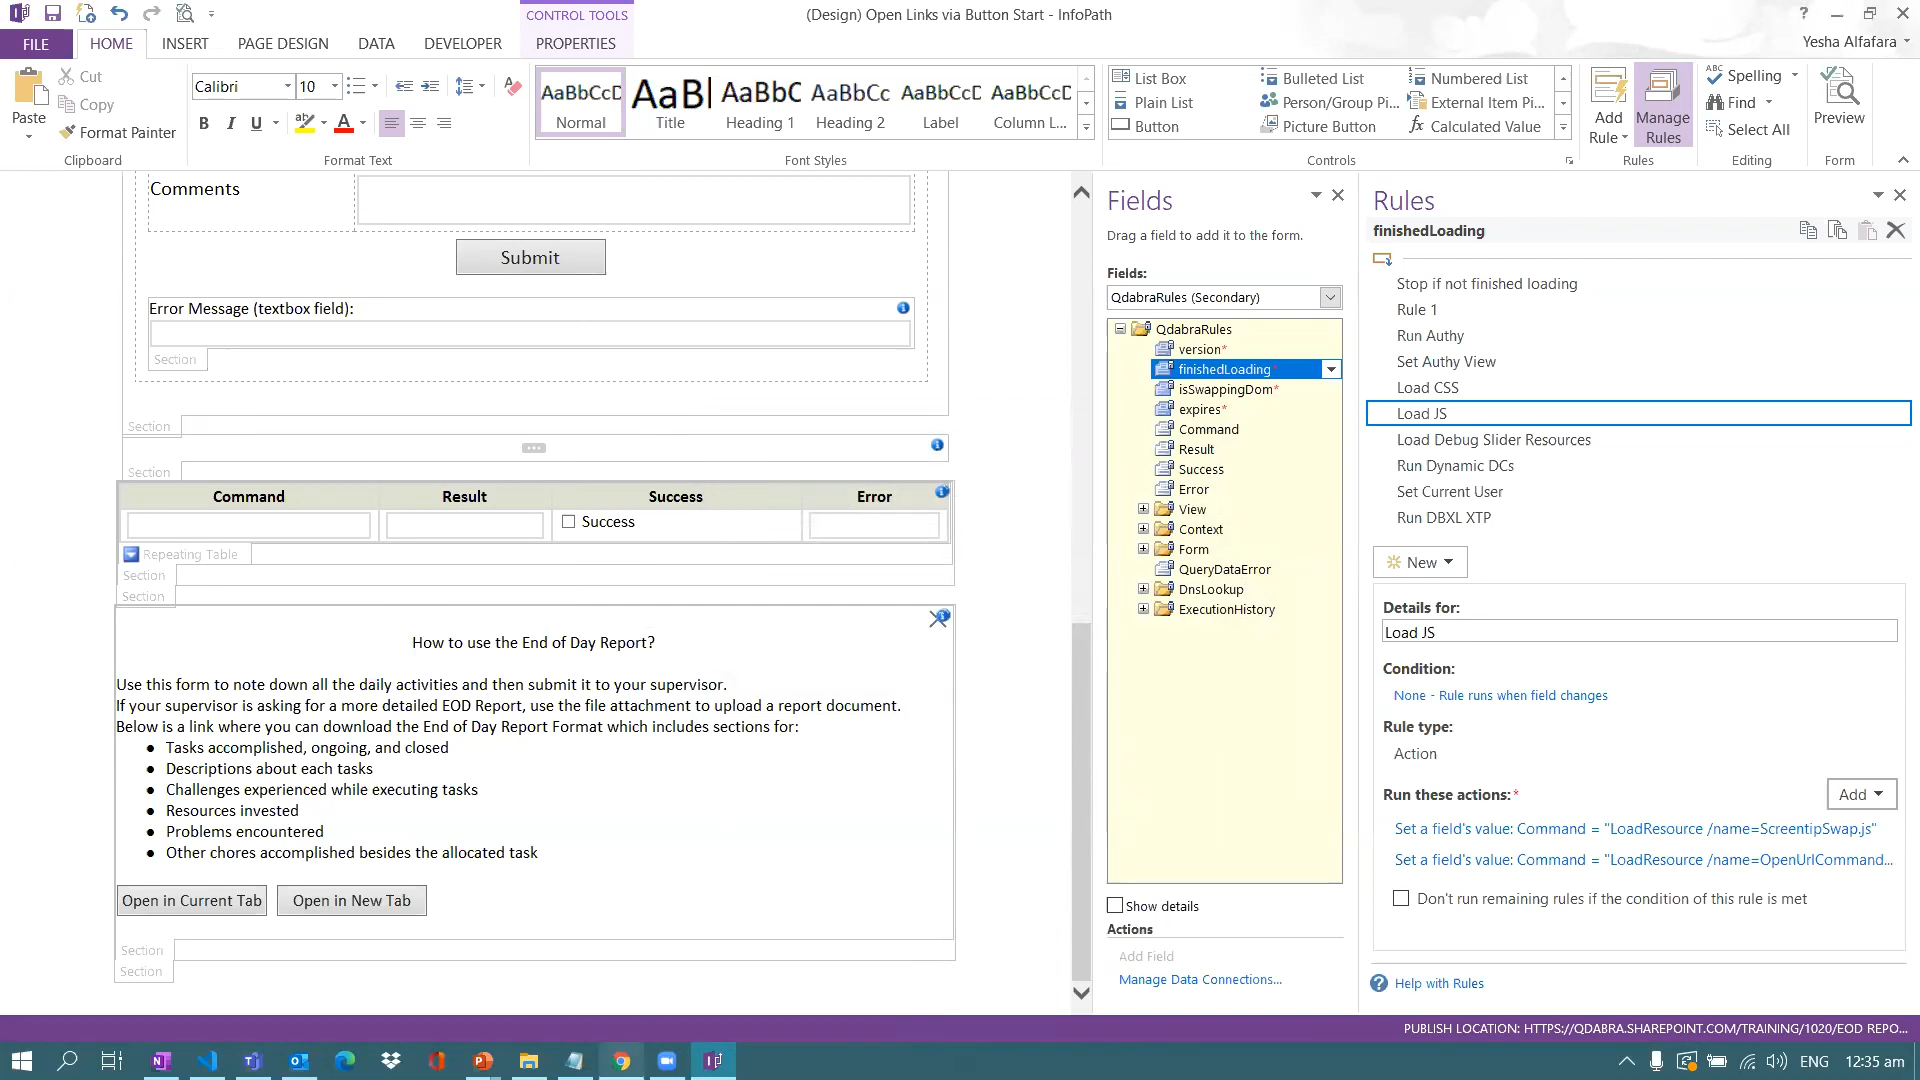 CONTROL TOOLS
(Design) Open Links via Button Start - InfoPath
?
FILE
HOME
INSERT
PAGE DESIGN
DATA
DEVELOPER
PROPERTIES
Yesha Alfafara
Paste
Cut
Copy
Format Painter
Clipboard
Calibri
10
B I U
Format Text
AaBbCcD
Normal
AaBl
Title
AaBbC
Heading 1
AaBbCc
Heading 2
AaBbCcD
Label
AaBbCcD
Column L...
Font Styles
List Box
Plain List
Button
Bulleted List
Person/Group Pi...
Picture Button
Numbered List
External Item Pi...
Calculated Value
Controls
Add
Rule
Manage
Rules
Rules
Spelling
Find
Select All
Editing
Preview
Form
Comments
Submit
Error Message (textbox field):
Section
Section
Section
Command
Result
Success
Error
Success
Repeating Table
Section
Section
How to use the End of Day Report?
Use this form to note down all the daily activities and then submit it to your supervisor.
If your supervisor is asking for a more detailed EOD Report, use the file attachment to upload a report document.
Below is a link where you can download the End of Day Report Format which includes sections for:
● Tasks accomplished, ongoing, and closed
● Descriptions about each tasks
● Challenges experienced while executing tasks
● Resources invested
● Problems encountered
● Other chores accomplished besides the allocated task
Open in Current Tab
Open in New Tab
Section
Section
Fields
Drag a field to add it to the form.
Fields:
QdabraRules (Secondary)
QdabraRules
version*
finishedLoading*
isSwappingDom*
expires*
Command
Result
Success
Error
View
Context
Form
QueryDataError
DnsLookup
ExecutionHistory
Show details
Actions
Add Field
Manage Data Connections...
Rules
finishedLoading
Stop if not finished loading
Rule 1
Run Authy
Set Authy View
Load CSS
Load JS
Load Debug Slider Resources
Run Dynamic DCs
Set Current User
Run DBXL XTP
New
Details for:
Load JS
Condition:
None - Rule runs when field changes
Rule type:
Action
Run these actions:*
Add
Set a field's value: Command = "LoadResource /name=ScreentipSwap.js"
Set a field's value: Command = "LoadResource /name=OpenUrlCommand...
Don't run remaining rules if the condition of this rule is met
Help with Rules
PUBLISH LOCATION: HTTPS://QDABRA.SHAREPOINT.COM/TRAINING/1020/EOD REPO...
ENG
12:35 am